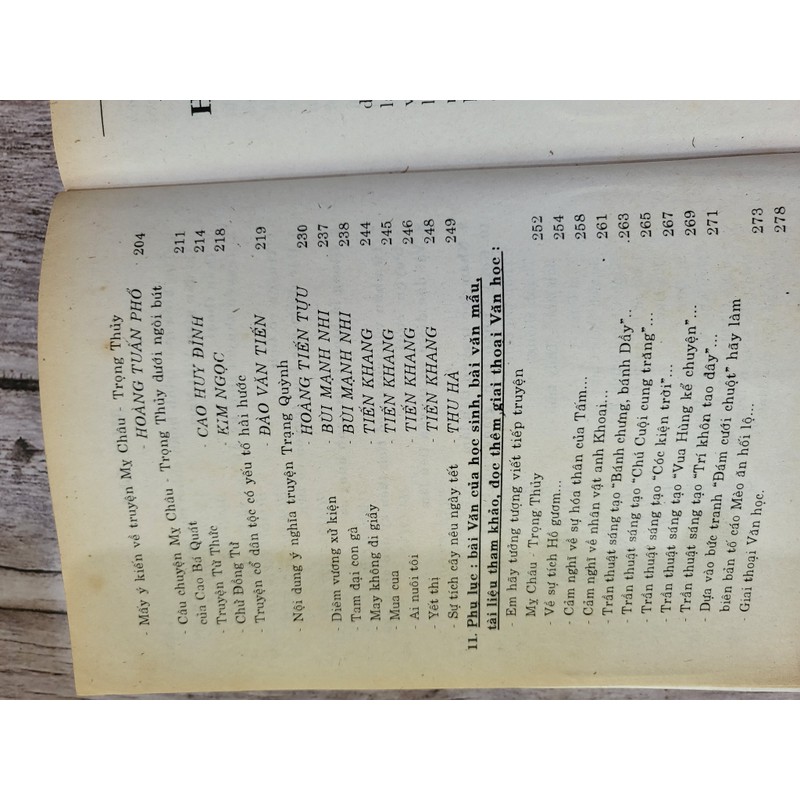 - Mấy ý kiến về truyện Mỵ Châu - Trọng Thủy
- HOÀNG TUẤN PHỔ 204
- Câu chuyện Mỵ Châu - Trọng Thủy dưới ngòi bút
của Cao Bá Quát - CAO HUY ĐỈNH 211
- Truyện Từ Thức - KIM NGỌC 214
- Chử Đồng Tử 218
- Truyện cổ dân tộc có yếu tố hài hước
- ĐÀO VĂN TIẾN 219
Nội dung ý nghĩa truyện Trạng Quỳnh
- HOÀNG TIẾN TỰU 230
- Diêm vương xử kiện - BÙI MẠNH NHI 237
- Tam đại con gà - BÙI MẠNH NHI 238
- May không đi giầy - TIẾN KHANG 244
- Mua cua - TIẾN KHANG 245
- Ai nuôi tôi - TIẾN KHANG 246
- Yết thị - TIẾN KHANG 248
- Sự tích cây nêu ngày tết - THU HÀ 249
11. Phụ lục : bài Văn của học sinh, bài văn mẫu,
tài liệu tham khảo, đọc thêm giai thoại Văn học :
Em hãy tưởng tượng viết tiếp truyện
Mỵ Châu - Trọng Thủy 252
Về sự tích Hồ gươm... 254
- Cảm nghĩ về sự hóa thân của Tấm.... 258
- Cảm nghĩ về nhân vật anh Khoai... 261
- Trần thuật sáng tạo “Bánh chưng, bánh Dầy”... 263
- Trần thuật sáng tạo “Chú Cuội cung trăng”... 265
- Trần thuật sáng tạo “Cóc kiện trời”... 267
- Trần thuật sáng tạo “Vua Hùng kể chuyện”... 269
- Trần thuật sáng tạo “Trí khôn tao đây”... 271
- Dựa vào bức tranh “Đám cưới chuột” hãy làm
biên bản tố cáo Mèo ăn hối lộ... 273
- Giai thoại Văn học. 278